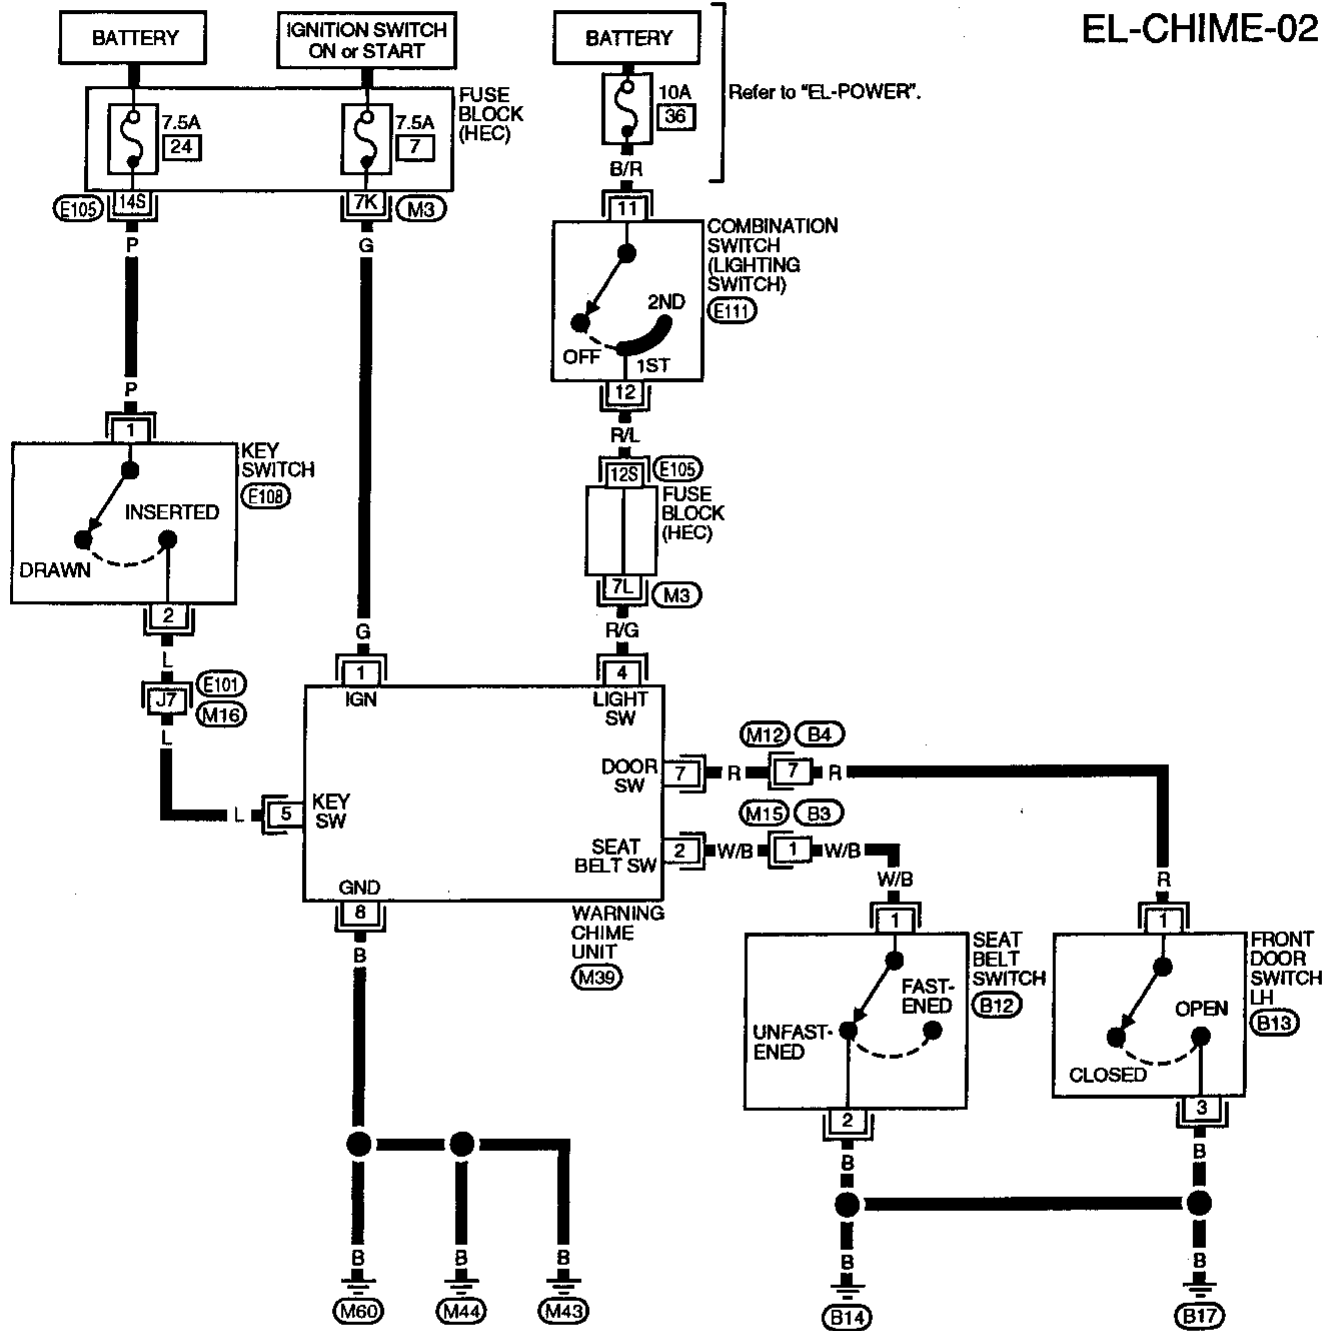 EL-CHIME-02
BATTERY
IGNITION SWITCH
ON or START
BATTERY
Refer to "EL-POWER".
7.5A
24
7.5A
7
FUSE
BLOCK
(HEC)
10A
36
B/R
E105
14S
7K
M3
11
P
G
COMBINATION
SWITCH
(LIGHTING
SWITCH)
E111
2ND
OFF
1ST
12
P
R/L
1
12S
E105
KEY
SWITCH
E108
FUSE
BLOCK
(HEC)
INSERTED
DRAWN
7L
M3
2
G
R/G
L
1
4
J7
E101
M16
IGN
LIGHT
SW
L
M12
B4
DOOR
SW
7
R
7
R
L
5
KEY
SW
M15
B3
SEAT
BELT SW
2
W/B
1
W/B
GND
W/B
R
8
WARNING
CHIME
UNIT
M39
1
1
B
SEAT
BELT
SWITCH
B12
FRONT
DOOR
SWITCH
LH
B13
FAST-
ENED
UNFAST-
ENED
OPEN
CLOSED
2
3
B
B
B
B
B
B
B
M60
M44
M43
B14
B17